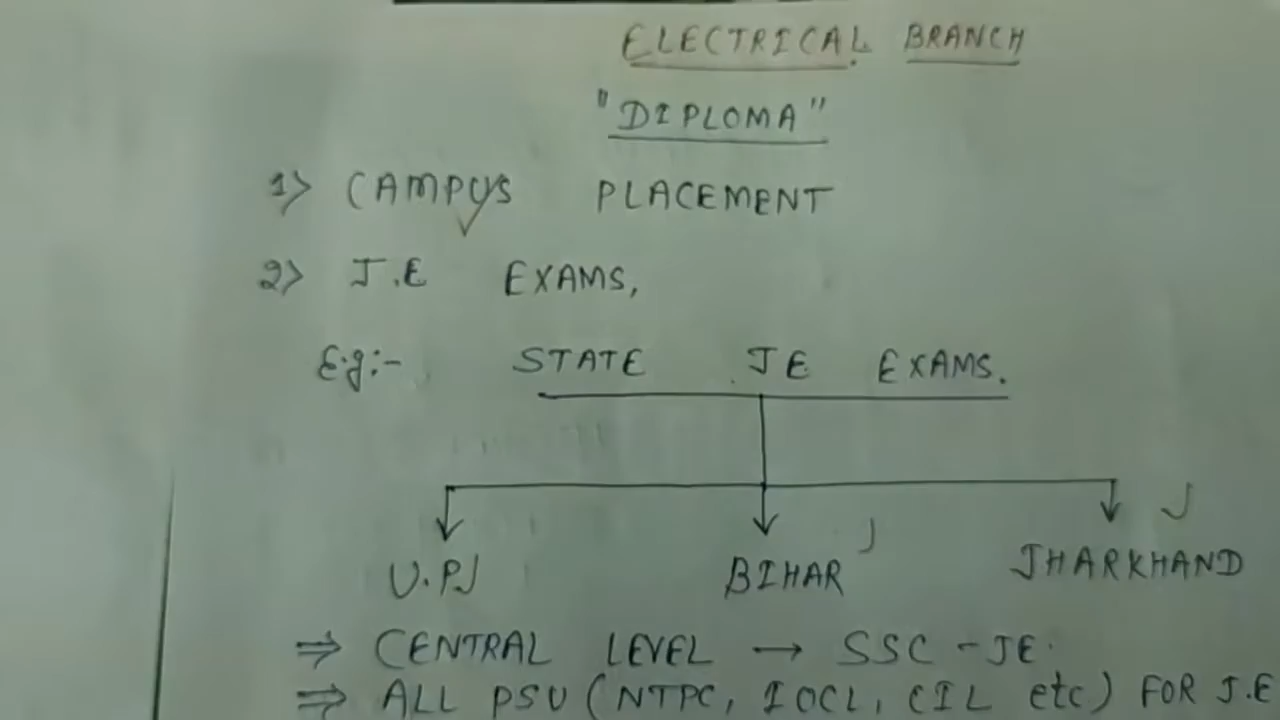 ELECTRICAL BRANCH
"DIPLOMA"
1> CAMPUS PLACEMENT
2> J.E EXAMS,
E.g:- STATE JE EXAMS.
U.P BIHAR JHARKHAND
⇒ CENTRAL LEVEL → SSC - JE.
⇒ ALL PSU (NTPC, IOCL, CIL etc) FOR J.E